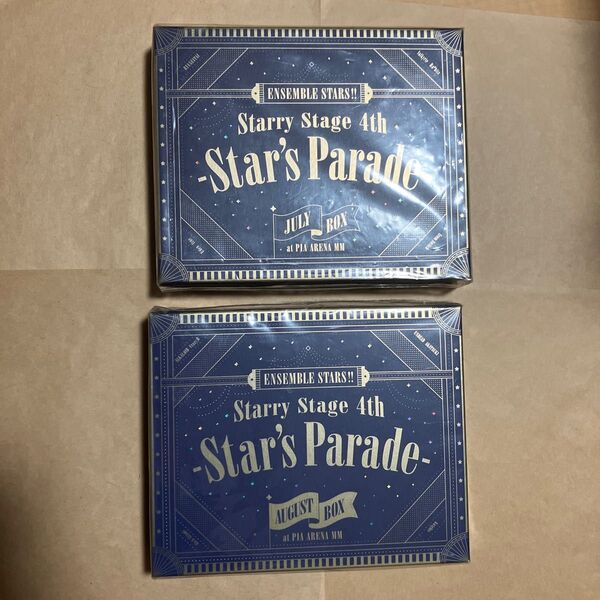 ENSEMBLE STARS!!
Starry Stage 4th
-Star's Parade-
JULY BOX
at PIA ARENA MM
ENSEMBLE STARS!!
Starry Stage 4th
-Star's Parade-
AUGUST BOX
at PIA ARENA MM